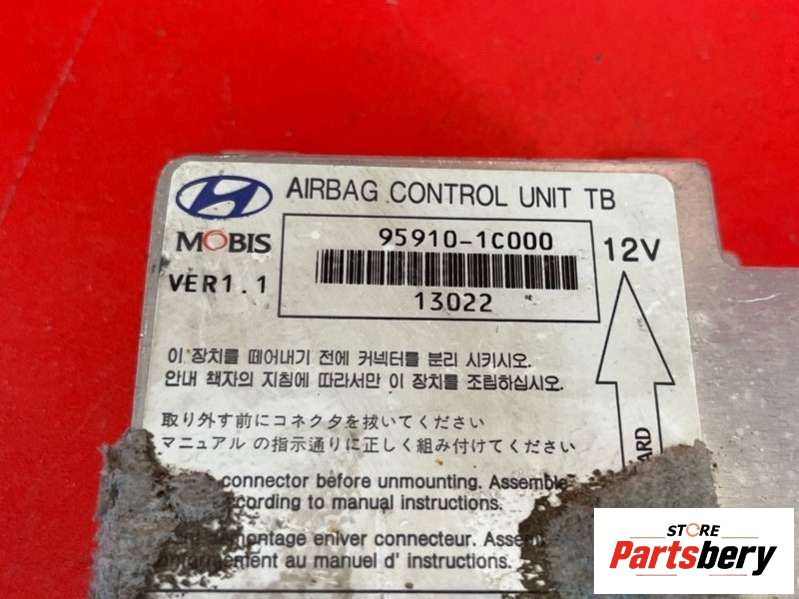 AIRBAG CONTROL UNIT TB
MOBIS
95910-1C000
12V
VER1.1
13022
이 장치를 떼어내기 전에 커넥터를 분리 시키시오.
안내 책자의 지침에 따라서만 이 장치를 조립하십시오.
取り外す前にコネクタを抜いてください
マニュアル の指示通りに正しく組み付けてください
connector before unmounting. Assemble
according to manual instructions.
demontage enlver connecteur.
au manuel d' instructions.
STORE
Partsbery